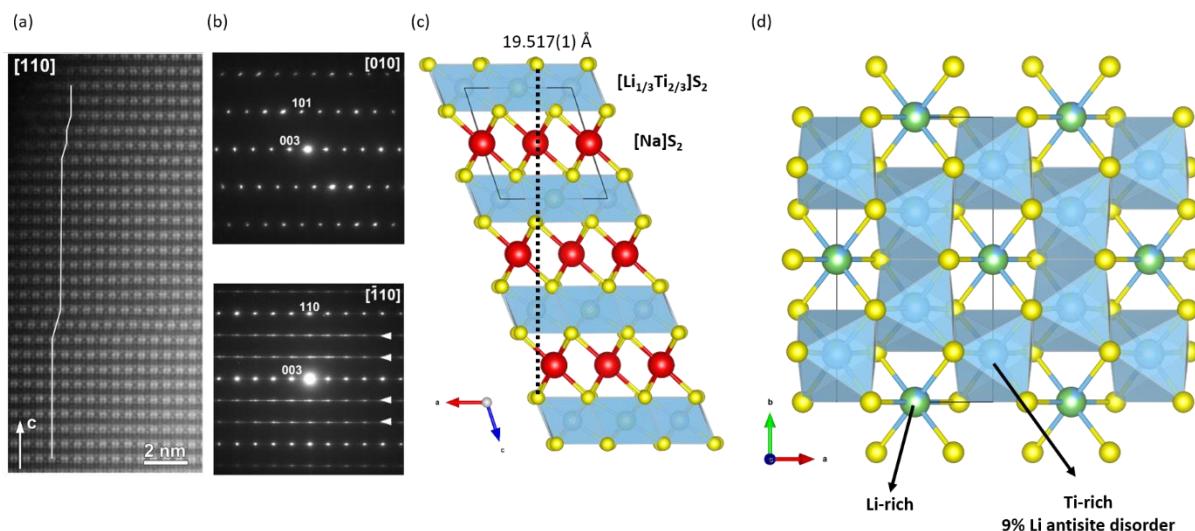 (a)
[110]
c
2 nm
(b)
[010]
101
003
[1̄10]
110
003
(c)
19.517(1) Å
[Li1/3Ti2/3]S2
[Na]S2
a
c
(d)
b
a
Li-rich
Ti-rich
9% Li antisite disorder